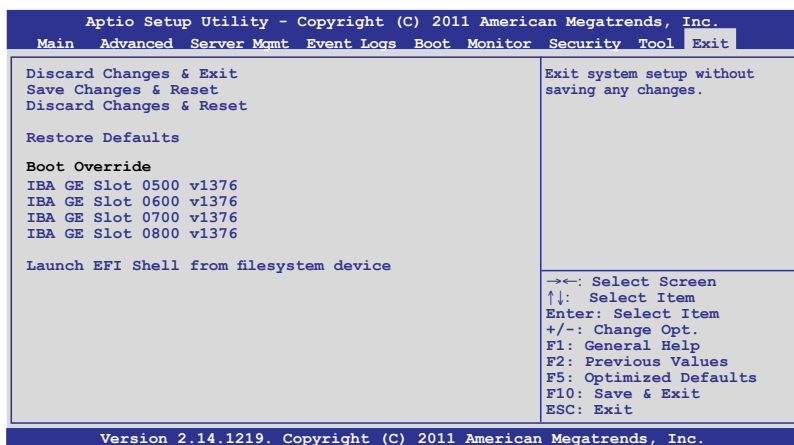 Aptio Setup Utility - Copyright (C) 2011 American Megatrends, Inc.
Main Advanced Server Mgmt Event Logs Boot Monitor Security Tool Exit
Discard Changes & Exit
Save Changes & Reset
Discard Changes & Reset
Restore Defaults
Boot Override
IBA GE Slot 0500 v1376
IBA GE Slot 0600 v1376
IBA GE Slot 0700 v1376
IBA GE Slot 0800 v1376
Launch EFI Shell from filesystem device
Exit system setup without
saving any changes.
→←: Select Screen
↑↓: Select Item
Enter: Select Item
+/-: Change Opt.
F1: General Help
F2: Previous Values
F5: Optimized Defaults
F10: Save & Exit
ESC: Exit
Version 2.14.1219. Copyright (C) 2011 American Megatrends, Inc.